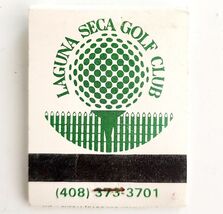 LAGUNA SECA GOLF CLUB
(408) 373-3701